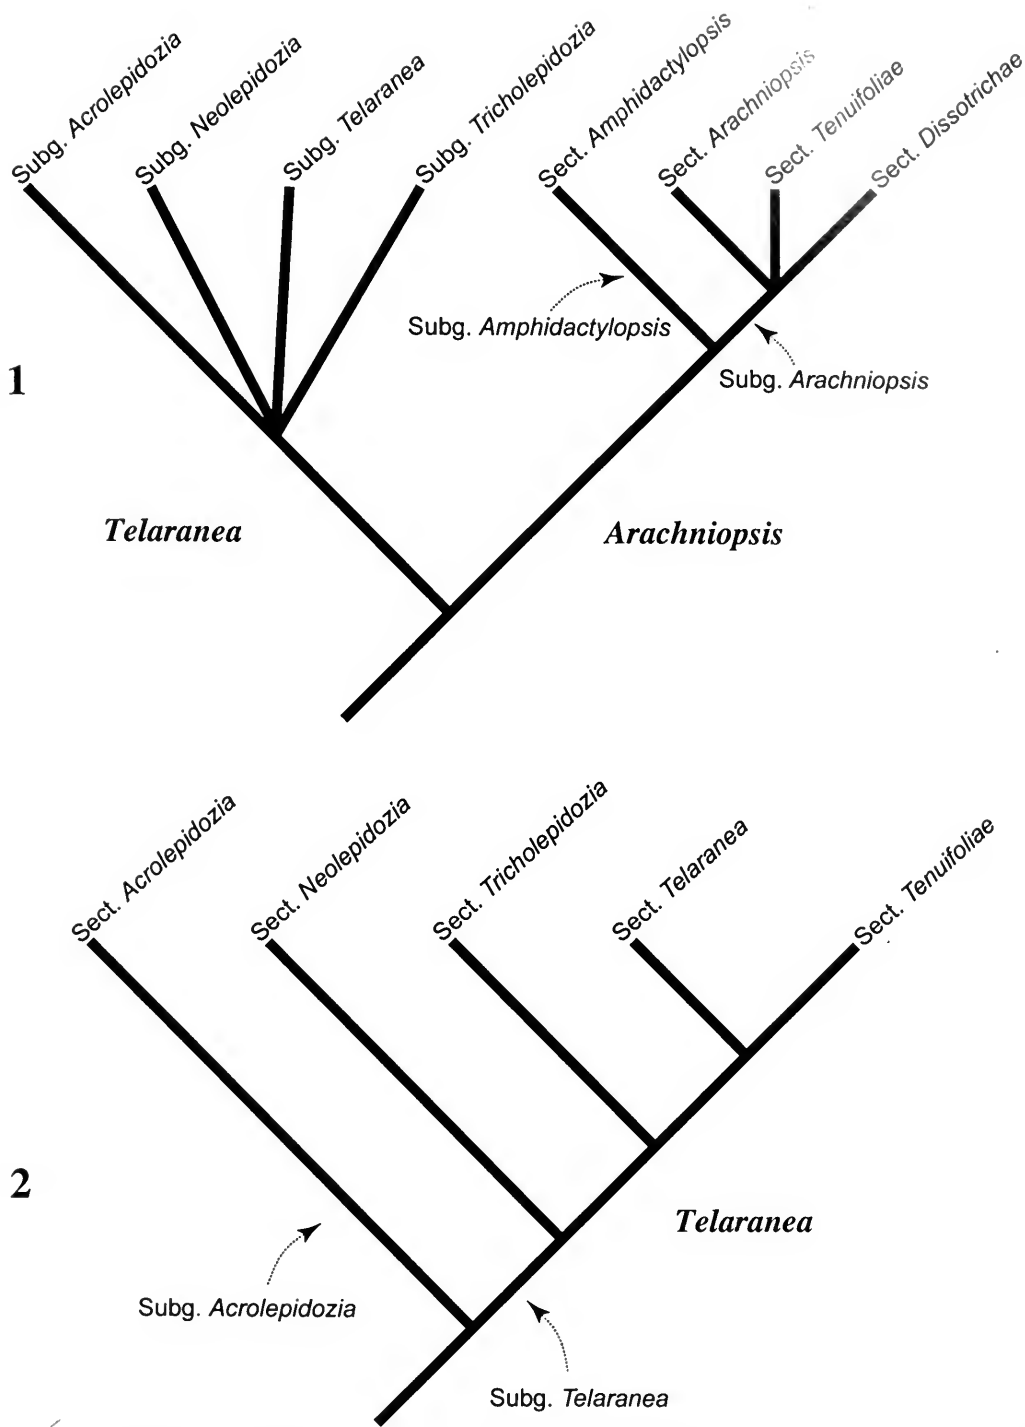 Subg. Acrolepidozia
Subg. Neolepidozia
Subg. Telaranea
Subg. Tricholepidozia
Sect. Amphidactylopsis
Sect. Arachniopsis
Sect. Tenuifoliae
Sect. Dissotrichae
Subg. Amphidactylopsis
Subg. Arachniopsis
1
Telaranea
Arachniopsis
Sect. Acrolepidozia
Sect. Neolepidozia
Sect. Tricholepidozia
Sect. Telaranea
Sect. Tenuifoliae
2
Telaranea
Subg. Acrolepidozia
Subg. Telaranea